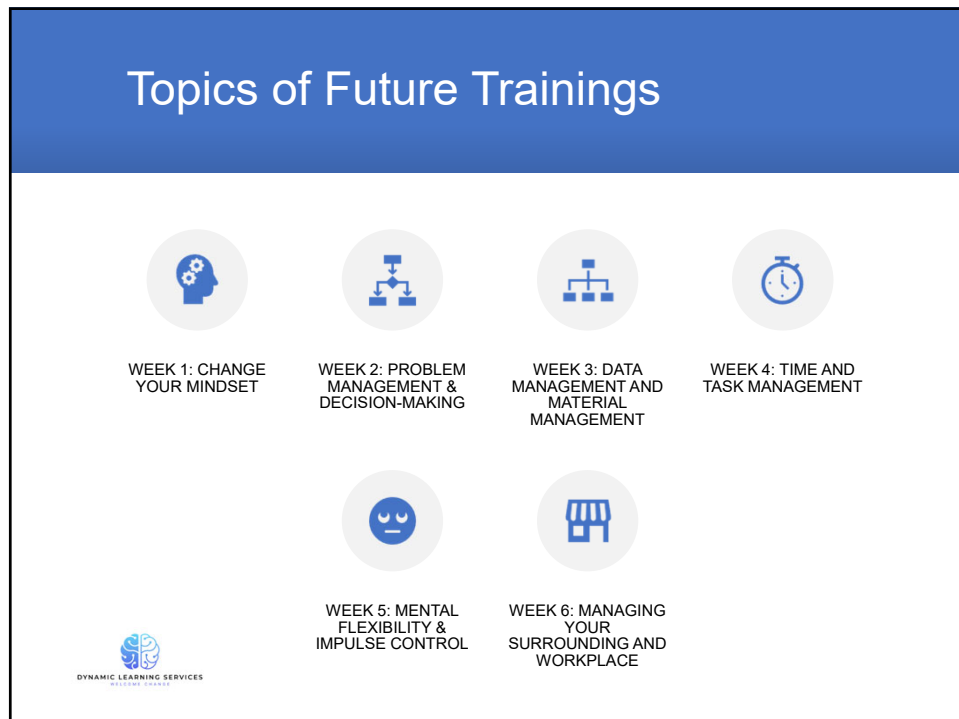 Topics of Future Trainings
WEEK 1: CHANGE
YOUR MINDSET
WEEK 2: PROBLEM
MANAGEMENT &
DECISION-MAKING
WEEK 3: DATA
MANAGEMENT AND
MATERIAL
MANAGEMENT
WEEK 4: TIME AND
TASK MANAGEMENT
WEEK 5: MENTAL
FLEXIBILITY &
IMPULSE CONTROL
WEEK 6: MANAGING
YOUR
SURROUNDING AND
WORKPLACE
DYNAMIC LEARNING SERVICES
WELCOME CHANGE